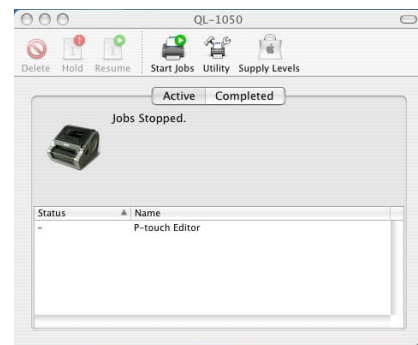 QL-1050
Delete Hold Resume Start Jobs Utility Supply Levels
Active Completed
Jobs Stopped.
Status Name
– P-touch Editor